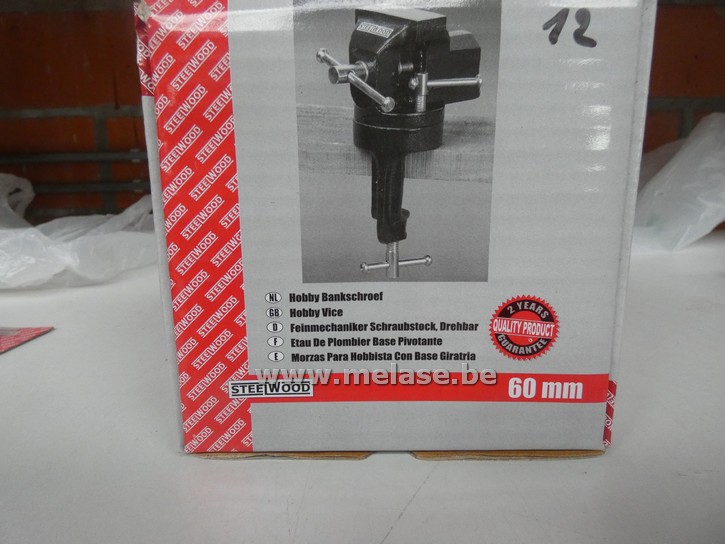 12
STEELWOOD
NL Hobby Bankschroef
GB Hobby Vice
D Feinmechaniker Schraubstock, Drehbar
F Etau De Plombier Base Pivotante
E Morzas Para Hobbista Con Base Giratria
2 YEARS
QUALITY PRODUCT
GUARANTEE
www.melase.be
STEELWOOD
60 mm